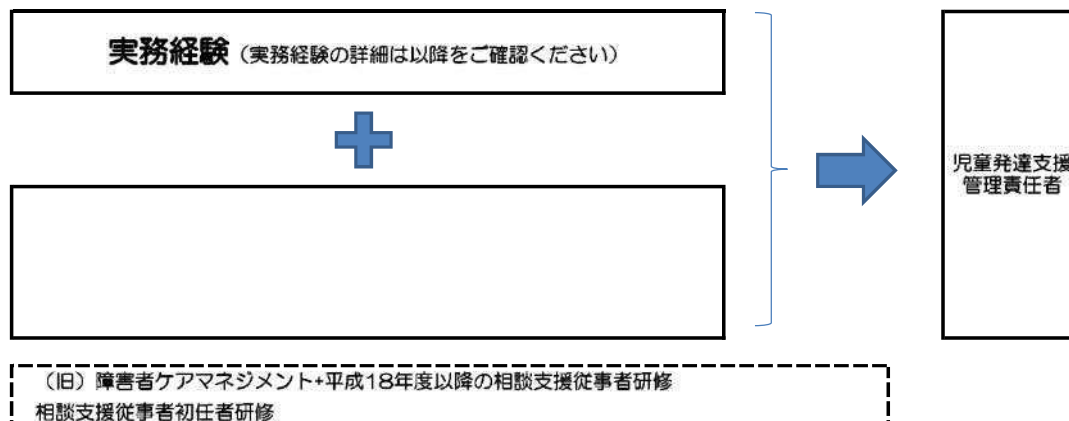 実務経験（実務経験の詳細は以降をご確認ください）
児童発達支援
管理責任者
（旧）障害者ケアマネジメント+平成18年度以降の相談支援従事者研修
相談支援従事者初任者研修